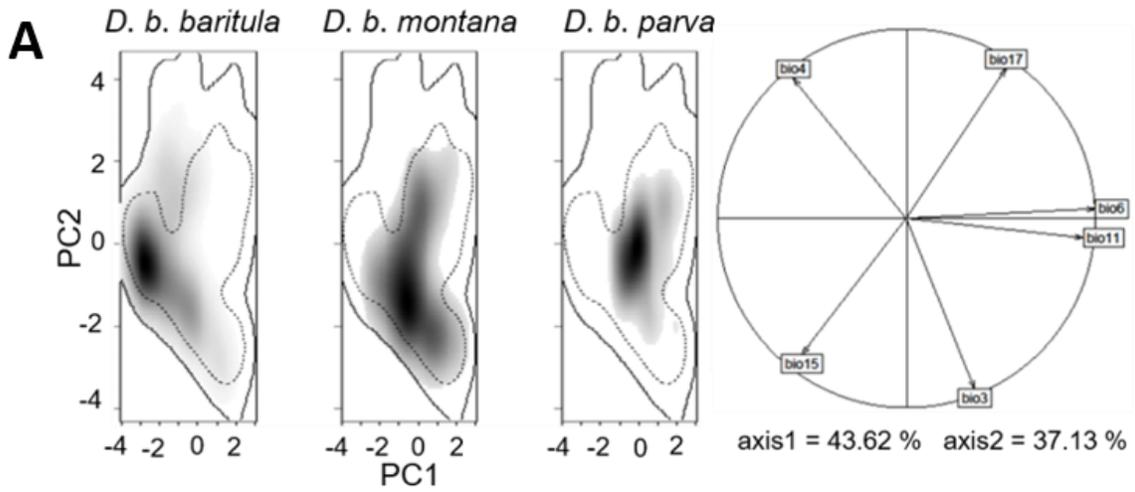 A
D. b. baritula
D. b. montana
D. b. parva
PC2
4
2
0
-2
-4
-4 -2 0 2
-4 -2 0 2
-4 -2 0 2
PC1
bio4
bio17
bio6
bio11
bio15
bio3
axis1 = 43.62 % axis2 = 37.13 %